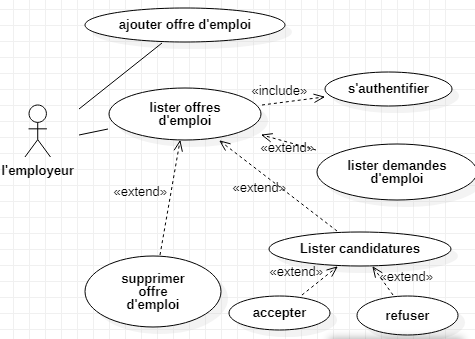 ajouter offre d'emploi
«include»
s'authentifier
lister offres
d'emploi
l'employeur
«extend»
lister demandes
d'emploi
«extend»
«extend»
Lister candidatures
«extend»
«extend»
supprimer
offre
d'emploi
accepter
refuser